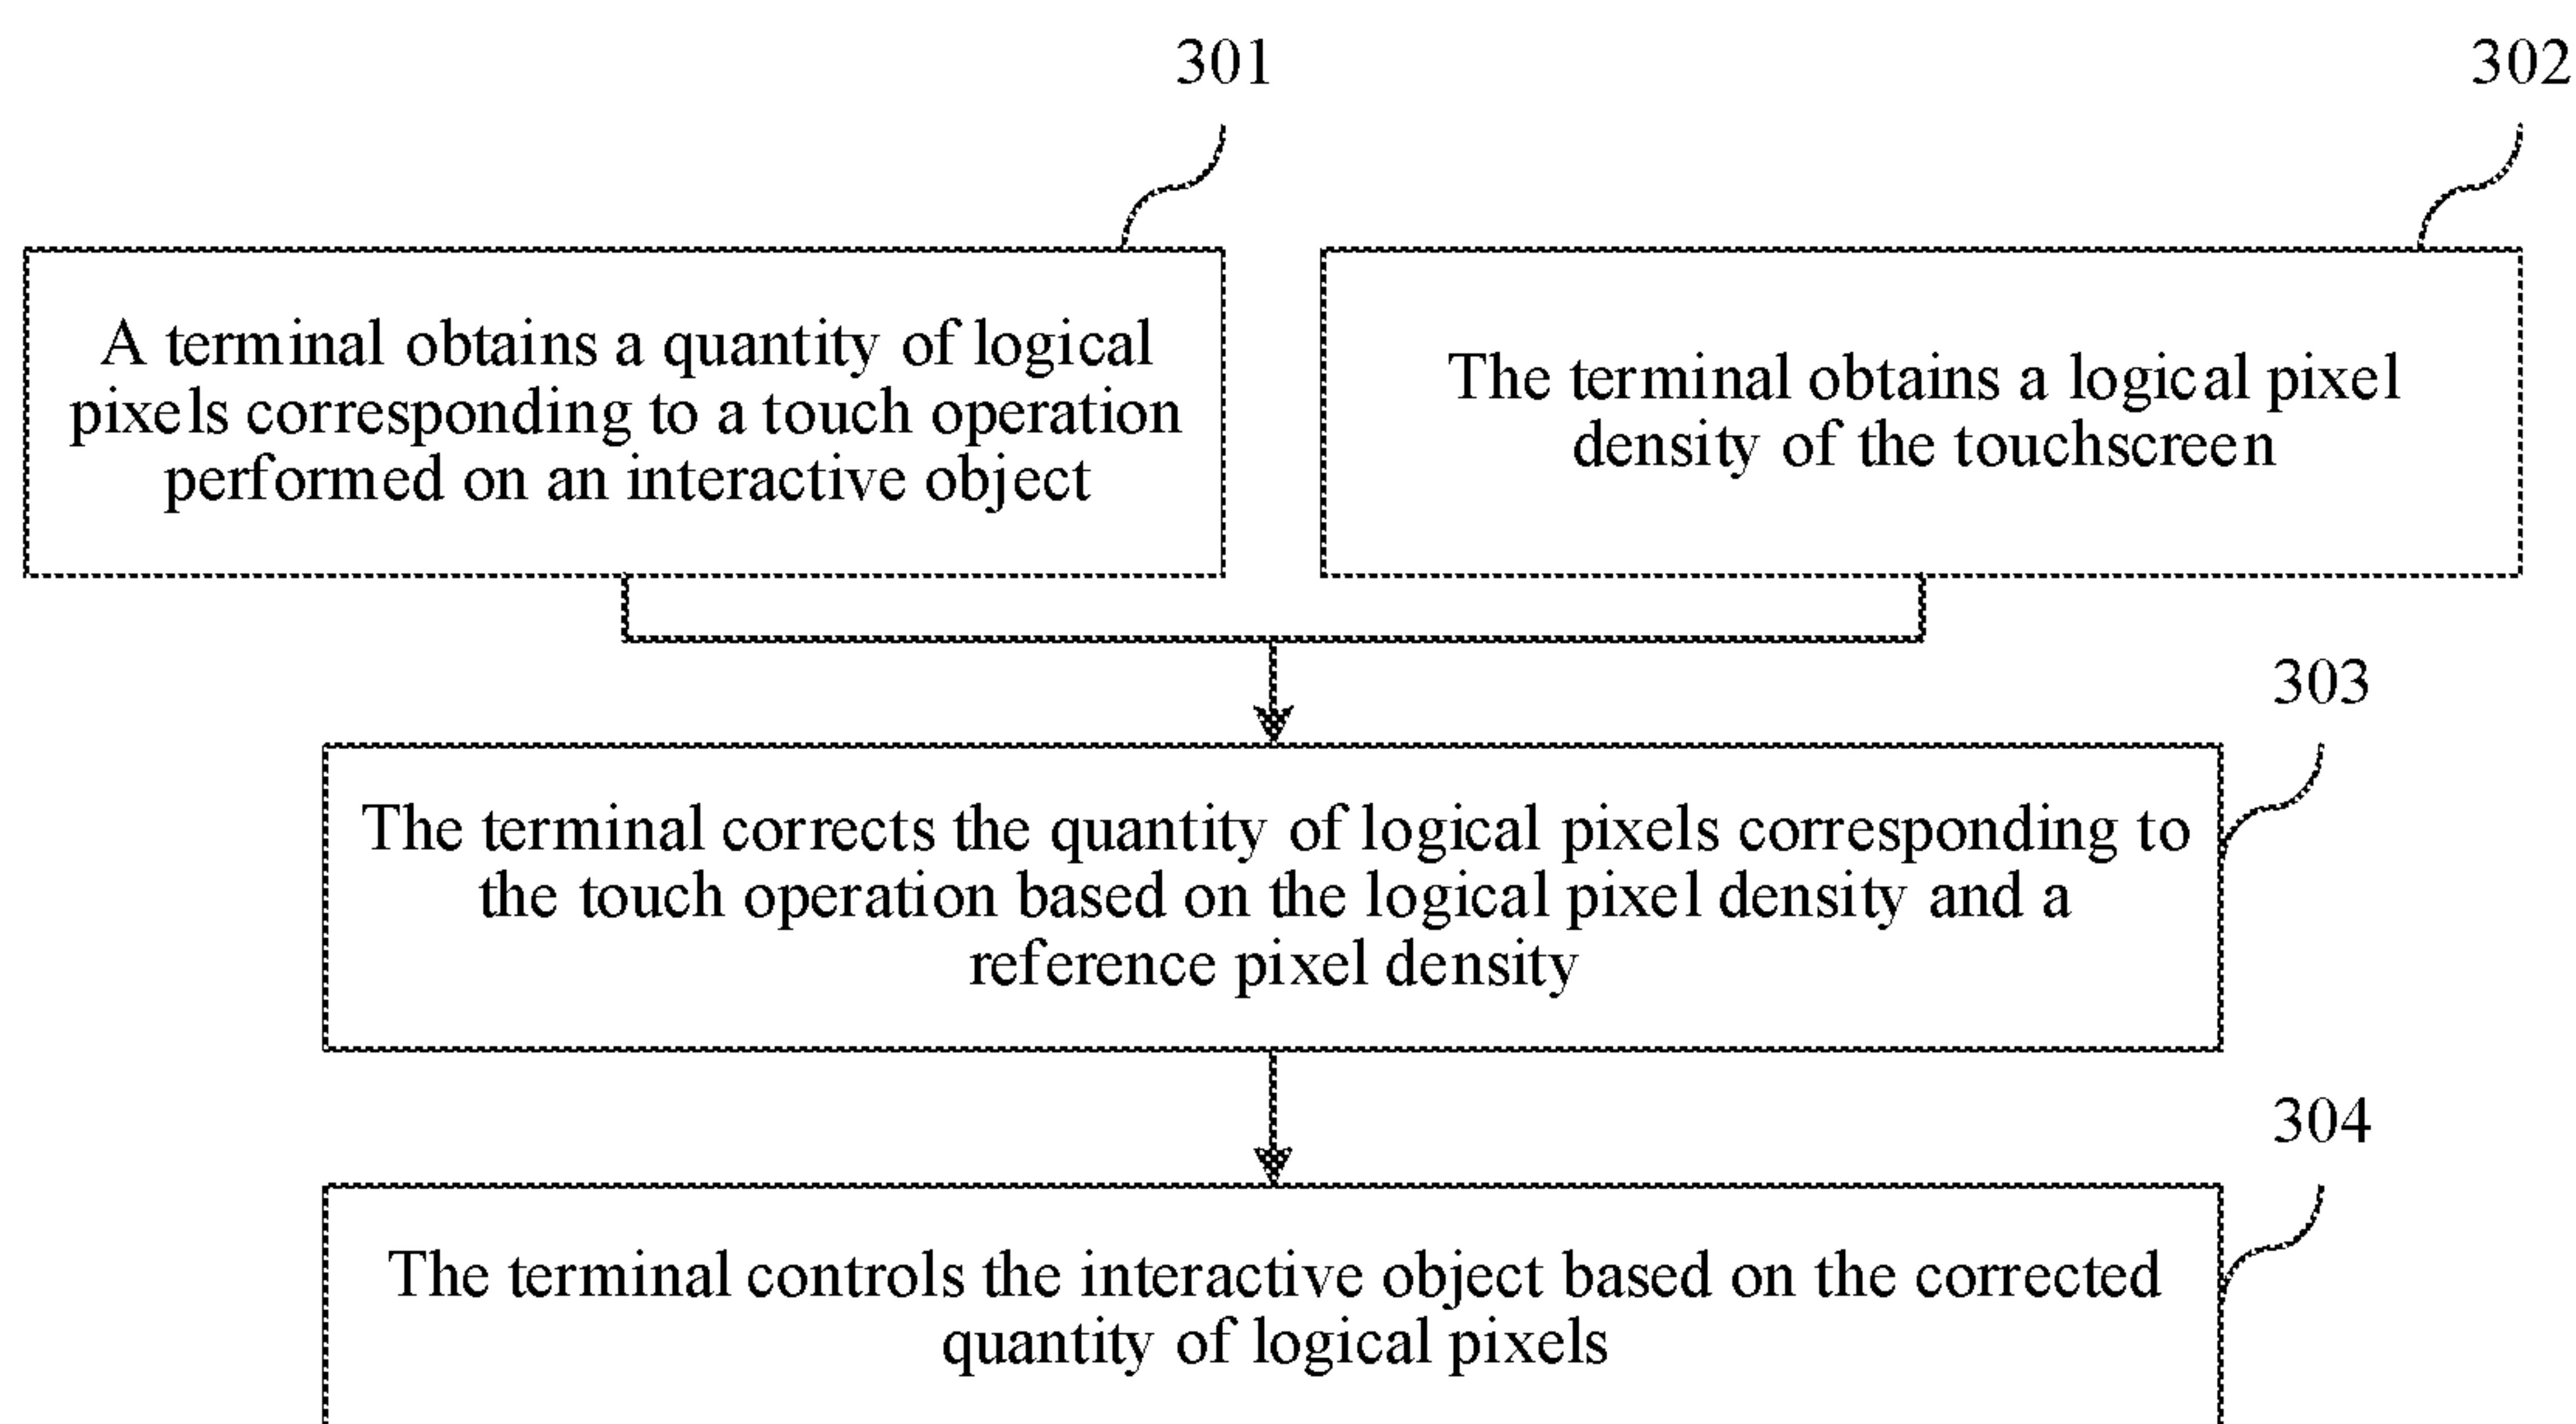 301
302
A terminal obtains a quantity of logical
pixels corresponding to a touch operation
performed on an interactive object
The terminal obtains a logical pixel
density of the touchscreen
303
The terminal corrects the quantity of logical pixels corresponding to
the touch operation based on the logical pixel density and a
reference pixel density
304
The terminal controls the interactive object based on the corrected
quantity of logical pixels